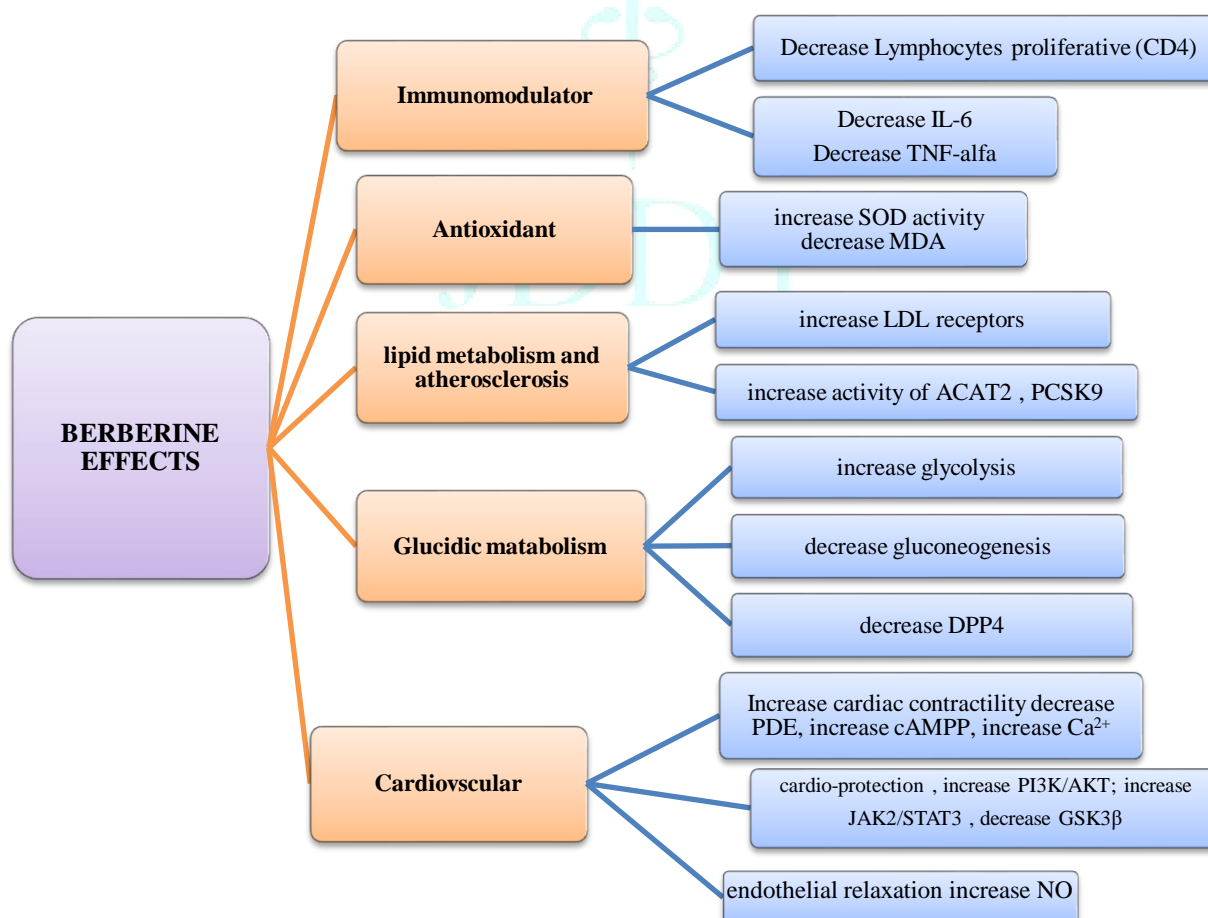 BERBERINE
EFFECTS
Immunomodulator
Decrease Lymphocytes proliferative (CD4)
Decrease IL-6
Decrease TNF-alfa
Antioxidant
increase SOD activity
decrease MDA
lipid metabolism and
atherosclerosis
increase LDL receptors
increase activity of ACAT2 , PCSK9
Glucidic matabolism
increase glycolysis
decrease gluconeogenesis
decrease DPP4
Cardiovscular
Increase cardiac contractility decrease
PDE, increase cAMPP, increase Ca²⁺
cardio-protection , increase PI3K/AKT; increase
JAK2/STAT3 , decrease GSK3β
endothelial relaxation increase NO
JDDT